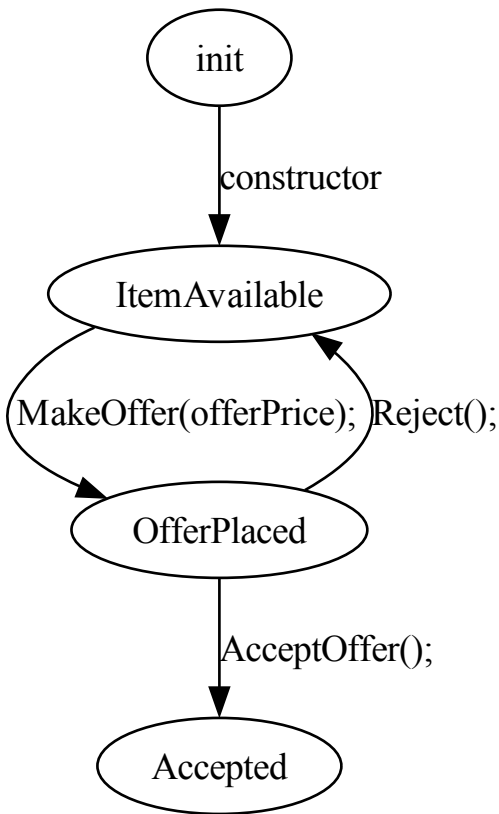 init
constructor
ItemAvailable
MakeOffer(offerPrice);
Reject();
OfferPlaced
AcceptOffer();
Accepted